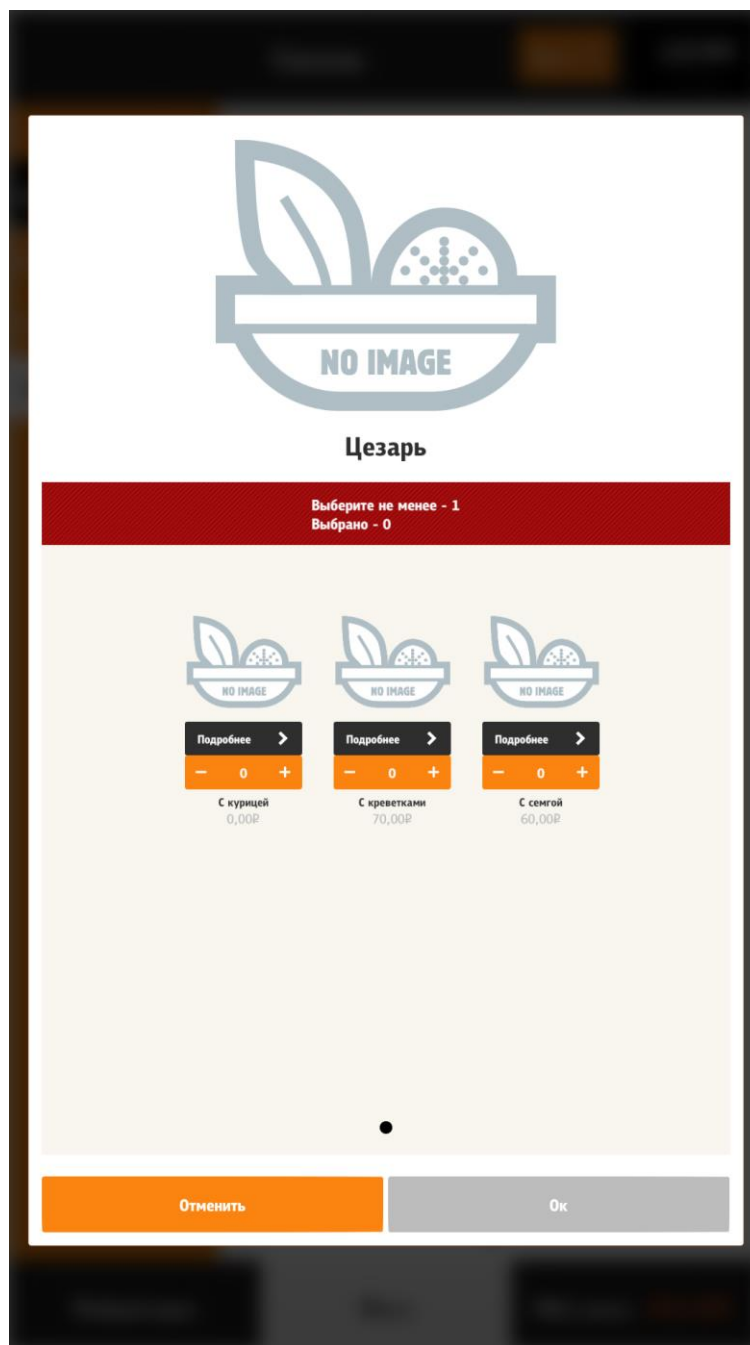 NO IMAGE
Цезарь
Выберите не менее - 1
Выбрано - 0
NO IMAGE NO IMAGE NO IMAGE
Подробнее Подробнее Подробнее
− 0 + − 0 + − 0 +
С курицей С креветками С семгой
0,00₽ 70,00₽ 60,00₽
Отменить Ок